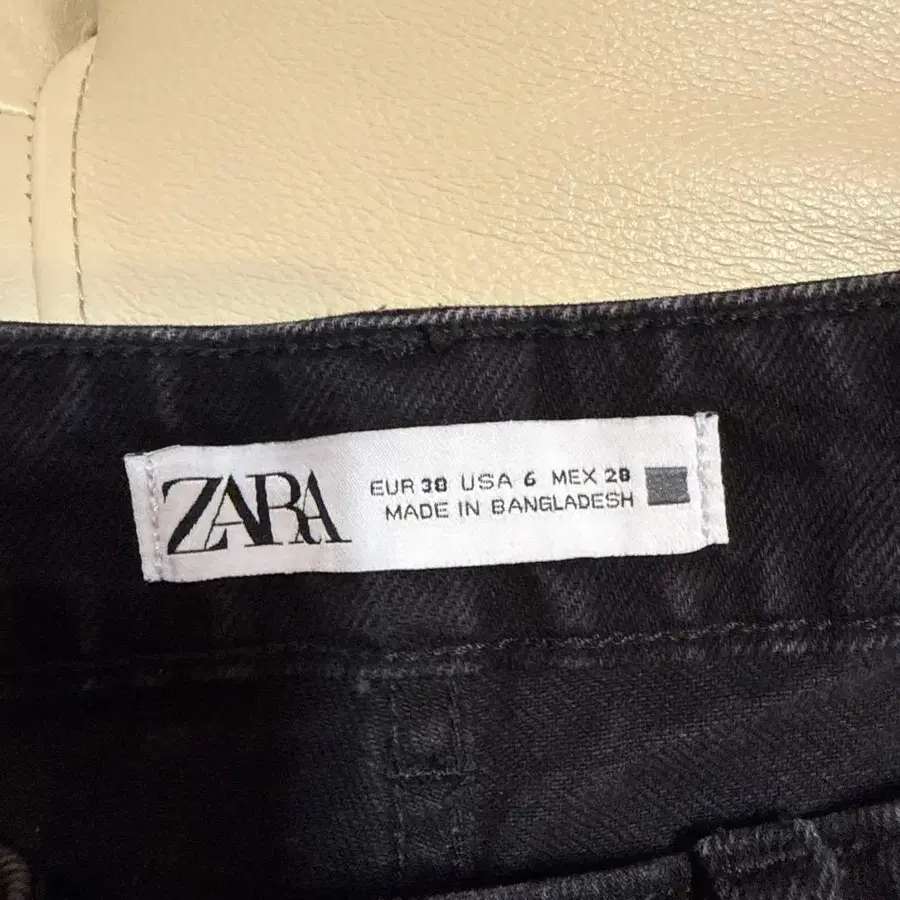 ZARA
EUR 38 USA 6 MEX 28
MADE IN BANGLADESH